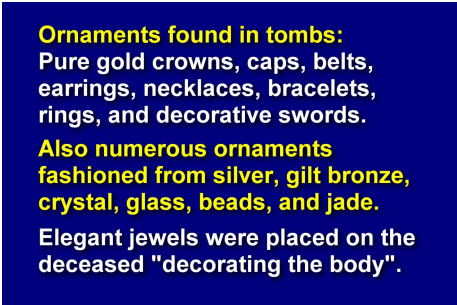 Ornaments found in tombs:
Pure gold crowns, caps, belts,
earrings, necklaces, bracelets,
rings, and decorative swords.
Also numerous ornaments
fashioned from silver, gilt bronze,
crystal, glass, beads, and jade.
Elegant jewels were placed on the
deceased "decorating the body".